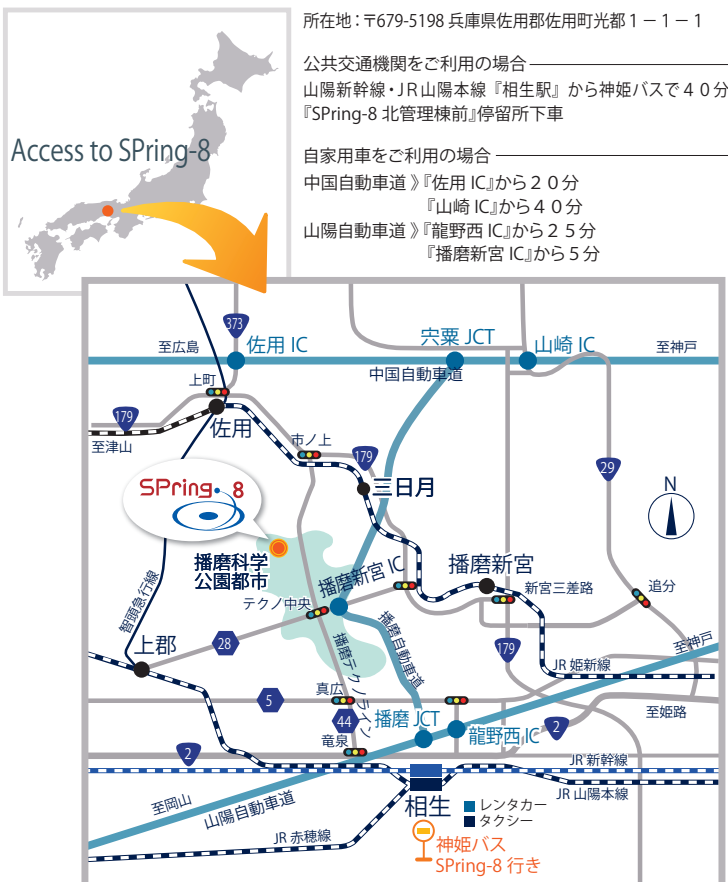 所在地：〒679-5198 兵庫県佐用郡佐用町光都１－１－１
公共交通機関をご利用の場合
山陽新幹線・JR山陽本線『相生駅』から神姫バスで４０分
『SPring-8 北管理棟前』停留所下車
自家用車をご利用の場合
中国自動車道 》『佐用 IC』から２０分
『山崎 IC』から４０分
山陽自動車道 》『龍野西 IC』から２５分
『播磨新宮 IC』から５分
Access to SPring-8
373
至広島
佐用 IC
宍粟 JCT
山崎 IC
至神戸
中国自動車道
上町
179
佐用
至津山
市ノ上
179
29
三日月
SPring-8
N
播磨科学
公園都市
播磨新宮 IC
播磨新宮
テクノ中央
新宮三差路
追分
智頭急行線
上郡
28
播磨テクノライン
播磨自動車道
179
至神戸
JR 姫新線
5
真広
44
播磨 JCT
龍野西 IC
2
至姫路
2
竜泉
JR 新幹線
至岡山
山陽自動車道
相生
レンタカー
タクシー
JR 山陽本線
JR 赤穂線
神姫バス
SPring-8 行き